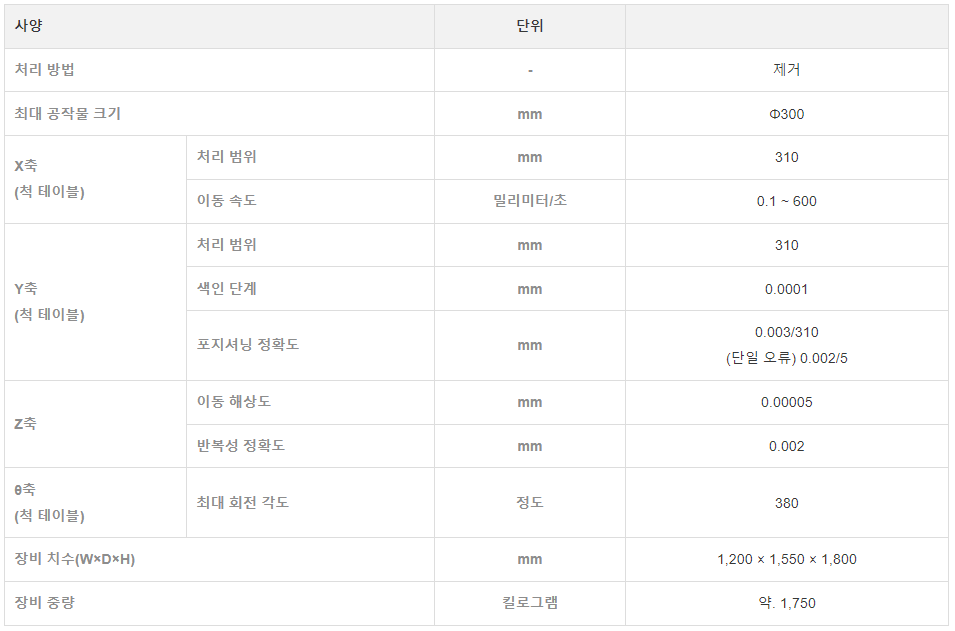 사양 단위
처리 방법 - 제거
최대 공작물 크기 mm Φ300
X축
(척 테이블)
처리 범위 mm 310
이동 속도 밀리미터/초 0.1 ~ 600
Y축
(척 테이블)
처리 범위 mm 310
색인 단계 mm 0.0001
포지셔닝 정확도 mm 0.003/310
(단일 오류) 0.002/5
Z축
이동 해상도 mm 0.00005
반복성 정확도 mm 0.002
θ축
(척 테이블)
최대 회전 각도 정도 380
장비 치수(W×D×H) mm 1,200 × 1,550 × 1,800
장비 중량 킬로그램 약. 1,750